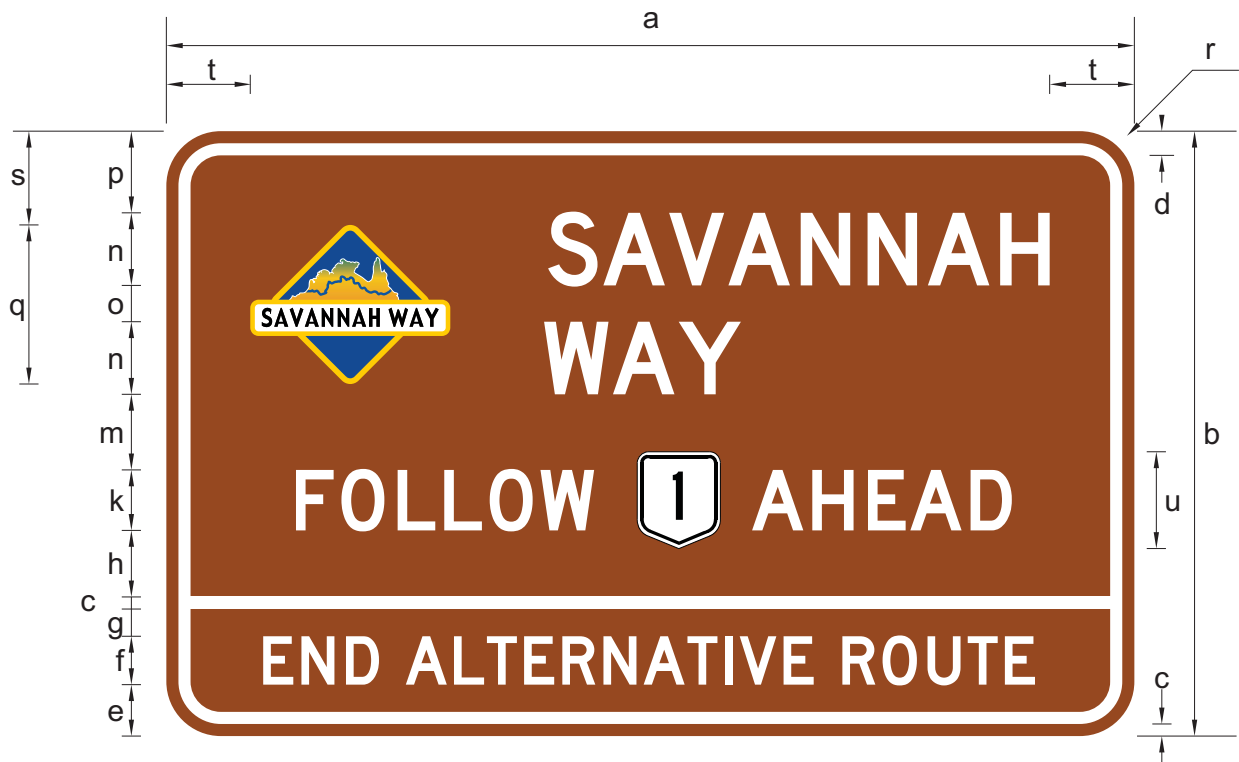 a
t t r
s p d
n SAVANNAH
q o SAVANNAH WAY
n WAY
m b
k FOLLOW 1 AHEAD u
h
c
g
f END ALTERNATIVE ROUTE c
e